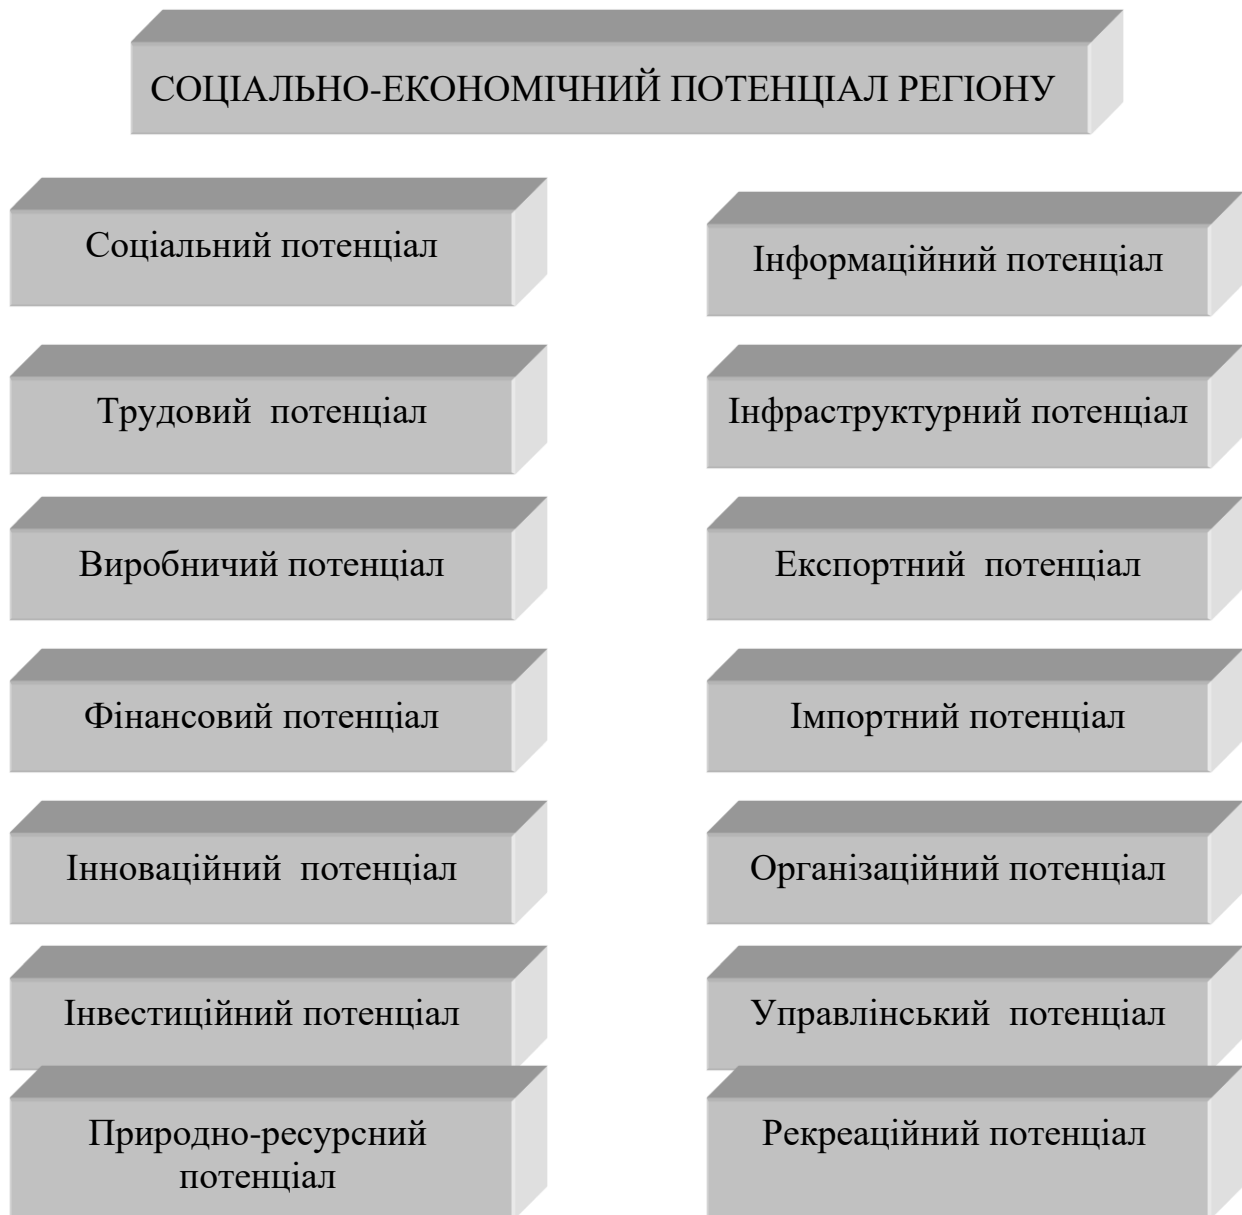 СОЦІАЛЬНО-ЕКОНОМІЧНИЙ ПОТЕНЦІАЛ РЕГІОНУ
Соціальний потенціал
Інформаційний потенціал
Трудовий  потенціал
Інфраструктурний потенціал
Виробничий потенціал
Експортний  потенціал
Фінансовий потенціал
Імпортний потенціал
Інноваційний  потенціал
Організаційний потенціал
Інвестиційний потенціал
Управлінський  потенціал
Природно-ресурсний
потенціал
Рекреаційний потенціал